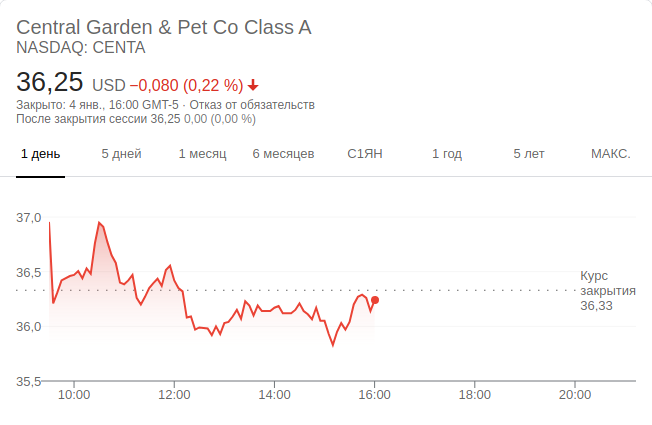 Central Garden & Pet Co Class A
NASDAQ: CENTA
36,25 USD −0,080 (0,22 %)
Закрыто: 4 янв., 16:00 GMT-5 · Отказ от обязательств
После закрытия сессии 36,25 0,00 (0,00 %)
1 день 5 дней 1 месяц 6 месяцев С1ЯН 1 год 5 лет МАКС.
37,0
36,5
Курс
закрытия
36,33
36,0
35,5
10:00 12:00 14:00 16:00 18:00 20:00